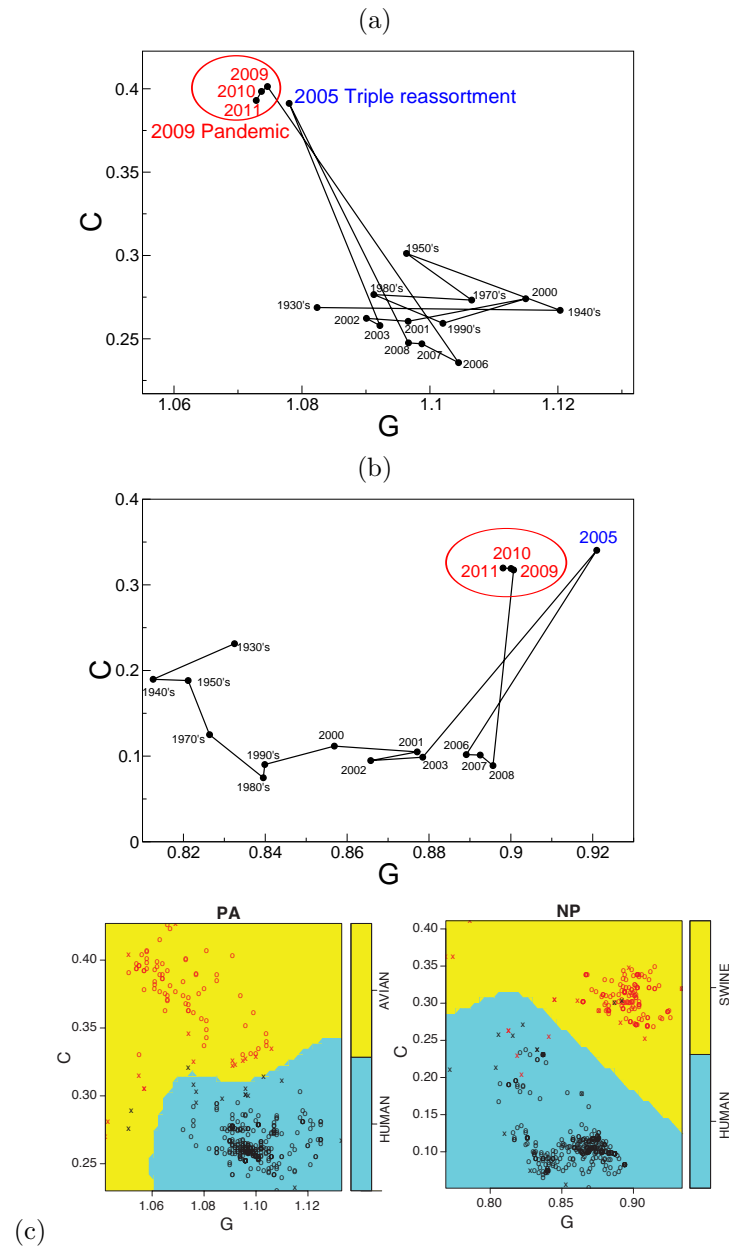 (a)
0.4
0.35
0.3
0.25
C
2009
2010
2011
2009 Pandemic
2005 Triple reassortment
1950's
1980's
1970's
2000
1930's
1940's
2002
2001
1990's
2003
2008
2007
2006
1.06
1.08
1.1
1.12
G
(b)
0.4
0.3
0.2
0.1
0
C
2005
2010
2011
2009
1930's
1940's
1950's
1970's
2000
2001
2006
1990's
2002
2003
2007
2008
1980's
0.82
0.84
0.86
0.88
0.9
0.92
G
PA
0.40
0.35
0.30
0.25
C
1.06
1.08
1.10
1.12
G
AVIAN
HUMAN
NP
0.40
0.35
0.30
0.25
0.20
0.15
0.10
C
0.80
0.85
0.90
G
SWINE
HUMAN
(c)